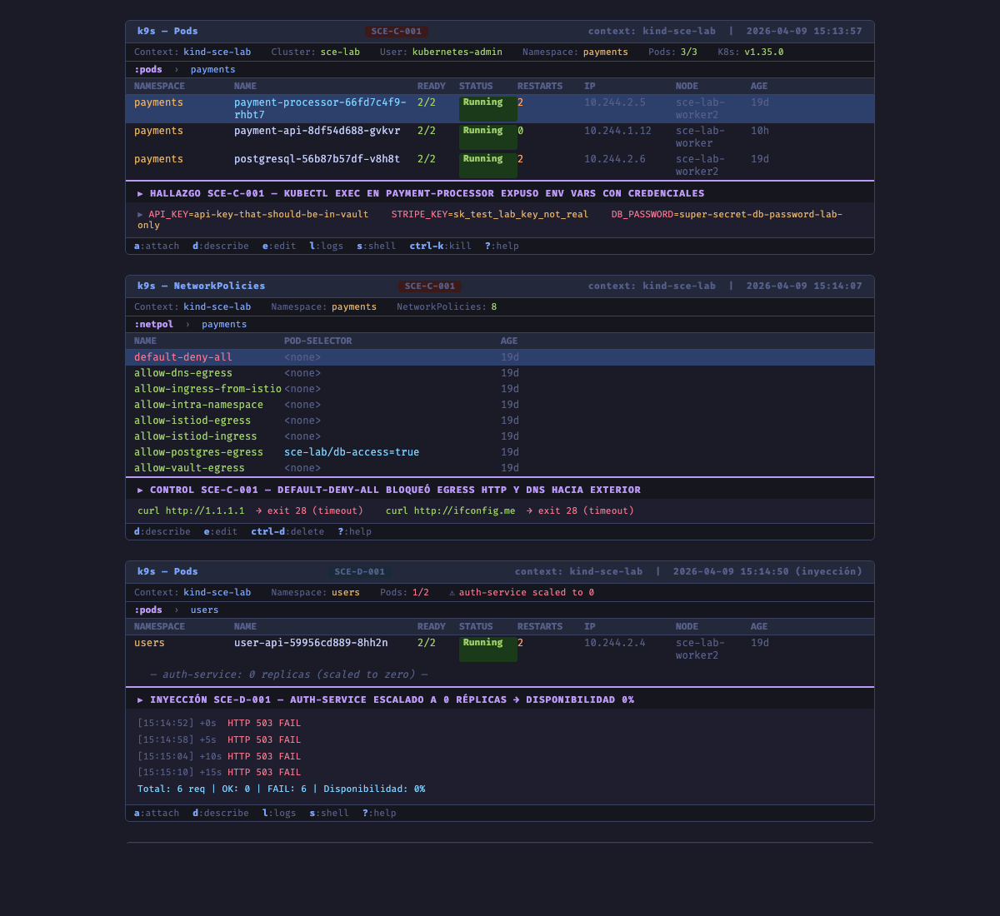 k9s — Pods SCE-C-001 context: kind-sce-lab | 2026-04-09 15:13:57
Context: kind-sce-lab Cluster: sce-lab User: kubernetes-admin Namespace: payments Pods: 3/3 K8s: v1.35.0
:pods › payments
NAMESPACE NAME READY STATUS RESTARTS IP NODE AGE
payments payment-processor-66fd7c4f9- 2/2 Running 2 10.244.2.5 sce-lab- 19d
rhbt7 worker2
payments payment-api-8df54d688-gvkvr 2/2 Running 0 10.244.1.12 sce-lab- 10h
worker
payments postgresql-56b87b57df-v8h8t 2/2 Running 2 10.244.2.6 sce-lab- 19d
worker2
▶ HALLAZGO SCE-C-001 — KUBECTL EXEC EN PAYMENT-PROCESSOR EXPUSO ENV VARS CON CREDENCIALES
▶ API_KEY=api-key-that-should-be-in-vault STRIPE_KEY=sk_test_lab_key_not_real DB_PASSWORD=super-secret-db-password-lab-
only
a:attach d:describe e:edit l:logs s:shell ctrl-k:kill ?:help
k9s — NetworkPolicies SCE-C-001 context: kind-sce-lab | 2026-04-09 15:14:07
Context: kind-sce-lab Namespace: payments NetworkPolicies: 8
:netpol › payments
NAME POD-SELECTOR AGE
default-deny-all <none> 19d
allow-dns-egress <none> 19d
allow-ingress-from-istio <none> 19d
allow-intra-namespace <none> 19d
allow-istiod-egress <none> 19d
allow-istiod-ingress <none> 19d
allow-postgres-egress sce-lab/db-access=true 19d
allow-vault-egress <none> 19d
▶ CONTROL SCE-C-001 — DEFAULT-DENY-ALL BLOQUEÓ EGRESS HTTP Y DNS HACIA EXTERIOR
curl http://1.1.1.1 → exit 28 (timeout) curl http://ifconfig.me → exit 28 (timeout)
d:describe e:edit ctrl-d:delete ?:help
k9s — Pods SCE-D-001 context: kind-sce-lab | 2026-04-09 15:14:50 (inyección)
Context: kind-sce-lab Namespace: users Pods: 1/2 ⚠ auth-service scaled to 0
:pods › users
NAMESPACE NAME READY STATUS RESTARTS IP NODE AGE
users user-api-59956cd889-8hh2n 2/2 Running 2 10.244.2.4 sce-lab- 19d
worker2
— auth-service: 0 replicas (scaled to zero) —
▶ INYECCIÓN SCE-D-001 — AUTH-SERVICE ESCALADO A 0 RÉPLICAS → DISPONIBILIDAD 0%
[15:14:52] +0s HTTP 503 FAIL
[15:14:58] +5s HTTP 503 FAIL
[15:15:04] +10s HTTP 503 FAIL
[15:15:10] +15s HTTP 503 FAIL
Total: 6 req | OK: 0 | FAIL: 6 | Disponibilidad: 0%
a:attach d:describe l:logs s:shell ?:help